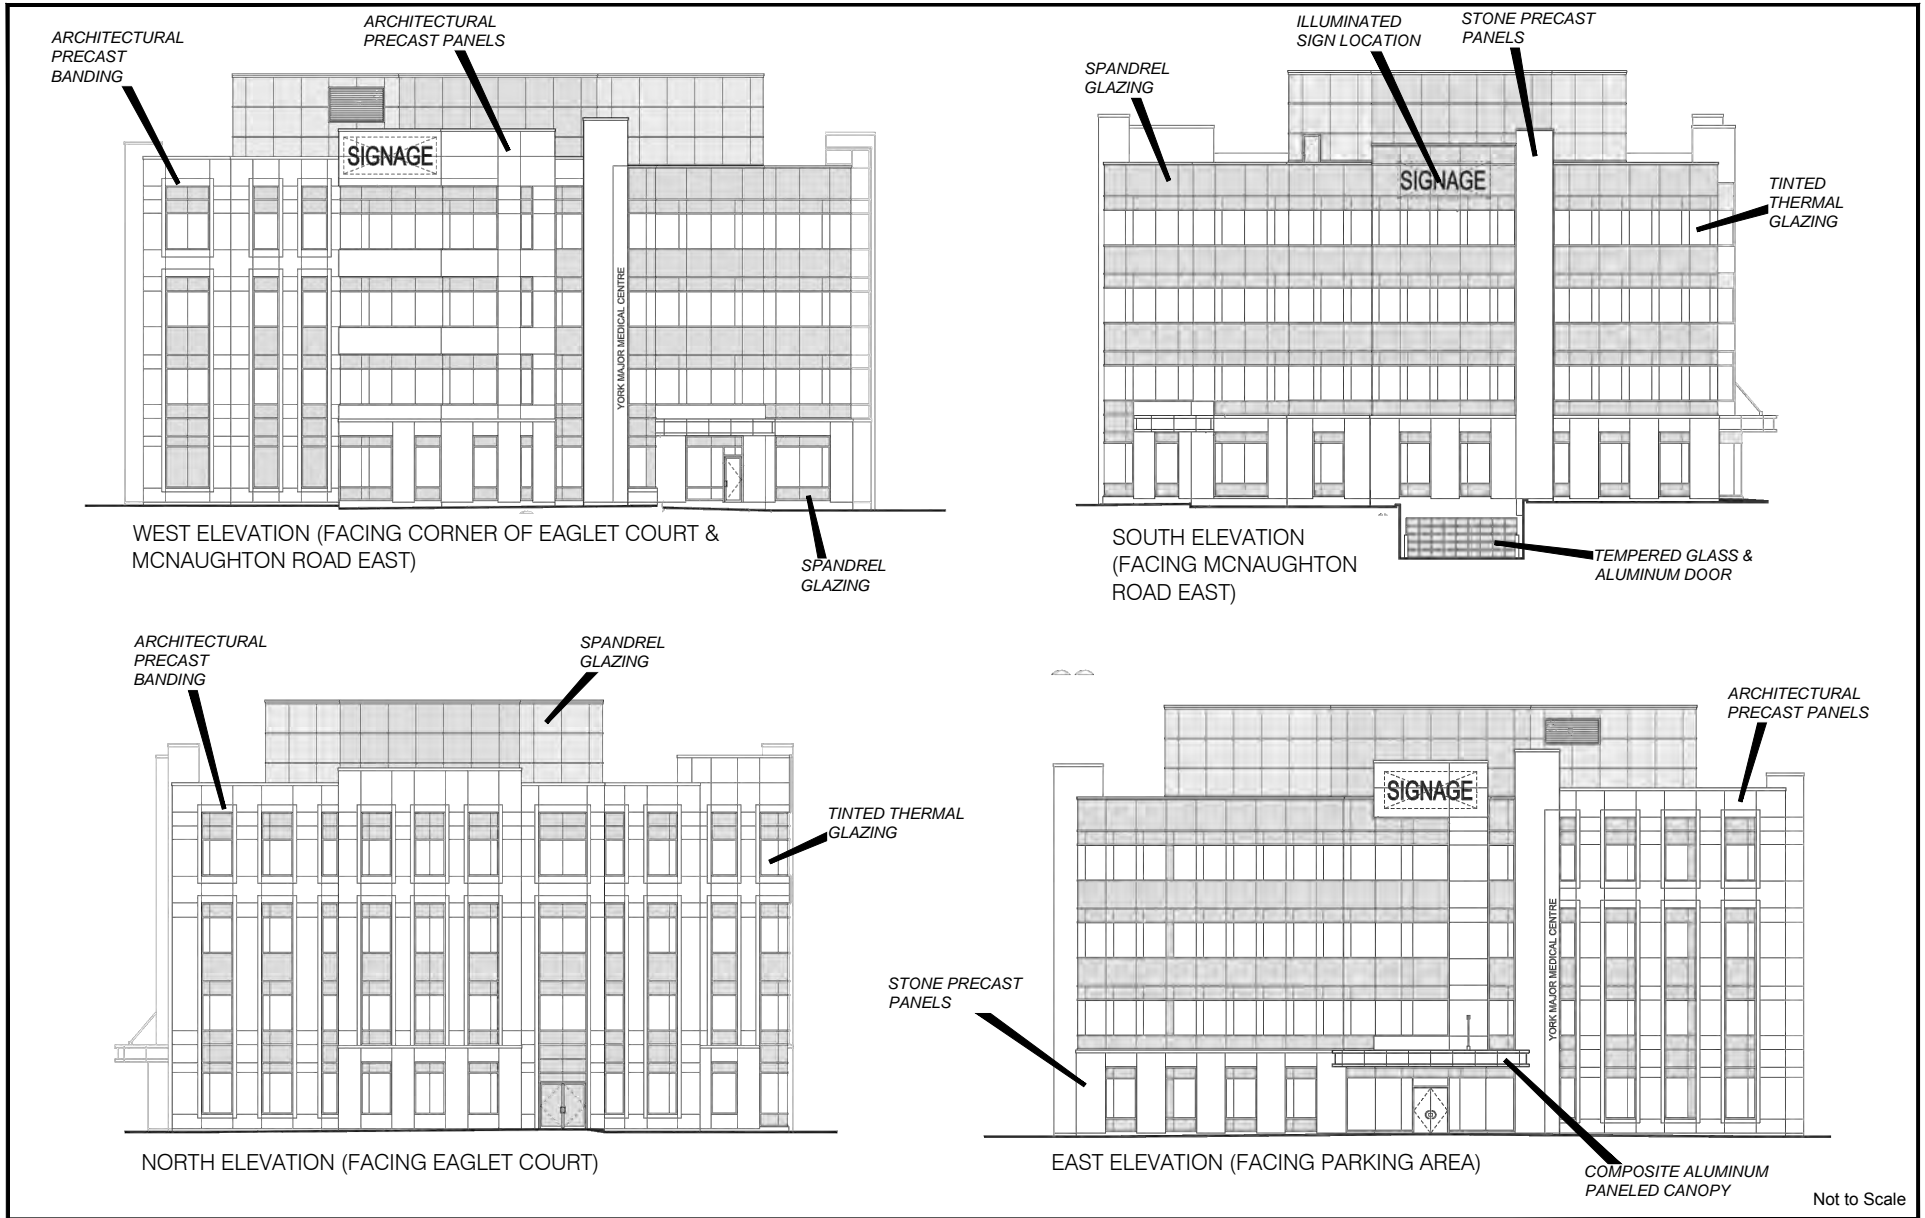 ARCHITECTURAL
PRECAST
BANDING
ARCHITECTURAL
PRECAST PANELS
SIGNAGE
YORK MAJOR MEDICAL CENTRE
WEST ELEVATION (FACING CORNER OF EAGLET COURT &
MCNAUGHTON ROAD EAST)
SPANDREL
GLAZING
SPANDREL
GLAZING
ILLUMINATED
SIGN LOCATION
STONE PRECAST
PANELS
SIGNAGE
TINTED
THERMAL
GLAZING
SOUTH ELEVATION
(FACING MCNAUGHTON
ROAD EAST)
TEMPERED GLASS &
ALUMINUM DOOR
ARCHITECTURAL
PRECAST
BANDING
SPANDREL
GLAZING
TINTED THERMAL
GLAZING
NORTH ELEVATION (FACING EAGLET COURT)
ARCHITECTURAL
PRECAST PANELS
SIGNAGE
YORK MAJOR MEDICAL CENTRE
STONE PRECAST
PANELS
EAST ELEVATION (FACING PARKING AREA)
COMPOSITE ALUMINUM
PANELED CANOPY
Not to Scale